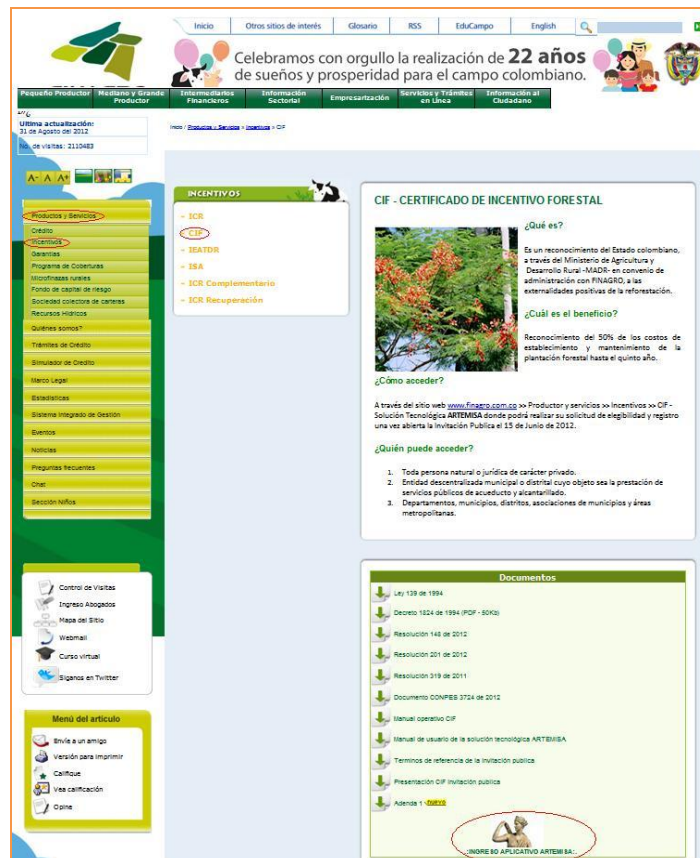 Inicio
Otros sitios de interés
Glosario
RSS
EduCampo
English
Celebramos con orgullo la realización de 22 años
de sueños y prosperidad para el campo colombiano.
Pequeño Productor
Mediano y Grande
Productor
Intermediarios
Financieros
Información
Sectorial
Empresarización
Servicios y Trámites
en Línea
Información al
Ciudadano
Ultima actualización:
31 de Agosto del 2012
No. de visitas: 2110483
Inicio / Productos y Servicios > Incentivos > CIF
A- A A+
Productos y Servicios
Crédito
Incentivos
Garantías
Programa de Coberturas
Microfinazas rurales
Fondo de capital de riesgo
Sociedad colectora de carteras
Recursos Hídricos
Quiénes somos?
Trámites de Crédito
Simulador de Credito
Marco Legal
Estadísticas
Sistema Integrado de Gestión
Eventos
Noticias
Preguntas frecuentes
Chat
Sección Niños
Control de Visitas
Ingreso Abogados
Mapa del Sitio
Webmail
Curso virtual
Síganos en Twitter
Menú del artículo
Envíe a un amigo
Versión para imprimir
Califique
Vea calificación
Opine
INCENTIVOS
- ICR
- CIF
- IEATDR
- ISA
- ICR Complementario
- ICR Recuperación
CIF - CERTIFICADO DE INCENTIVO FORESTAL
¿Qué es?
Es un reconocimiento del Estado colombiano,
a través del Ministerio de Agricultura y
Desarrollo Rural -MADR- en convenio de
administración con FINAGRO, a las
externalidades positivas de la reforestación.
¿Cuál es el beneficio?
Reconocimiento del 50% de los costos de
establecimiento y mantenimiento de la
plantación forestal hasta el quinto año.
¿Cómo acceder?
A través del sitio web www.finagro.com.co >> Productor y servicios >> Incentivos >> CIF -
Solución Tecnológica ARTEMISA donde podrá realizar su solicitud de elegibilidad y registro
una vez abierta la Invitación Publica el 15 de Junio de 2012.
¿Quién puede acceder?
1. Toda persona natural o jurídica de carácter privado.
2. Entidad descentralizada municipal o distrital cuyo objeto sea la prestación de
servicios públicos de acueducto y alcantarillado.
3. Departamentos, municipios, distritos, asociaciones de municipios y áreas
metropolitanas.
Documentos
Ley 139 de 1994
Decreto 1824 de 1994 (PDF - 50Kb)
Resolución 148 de 2012
Resolución 201 de 2012
Resolución 319 de 2011
Documento CONPES 3724 de 2012
Manual operativo CIF
Manual de usuario de la solución tecnológica ARTEMISA
Terminos de referencia de la invitación publica
Presentación CIF invitación publica
Adenda 1 - NUEVO
.:INGRESO APLICATIVO ARTEMISA:.